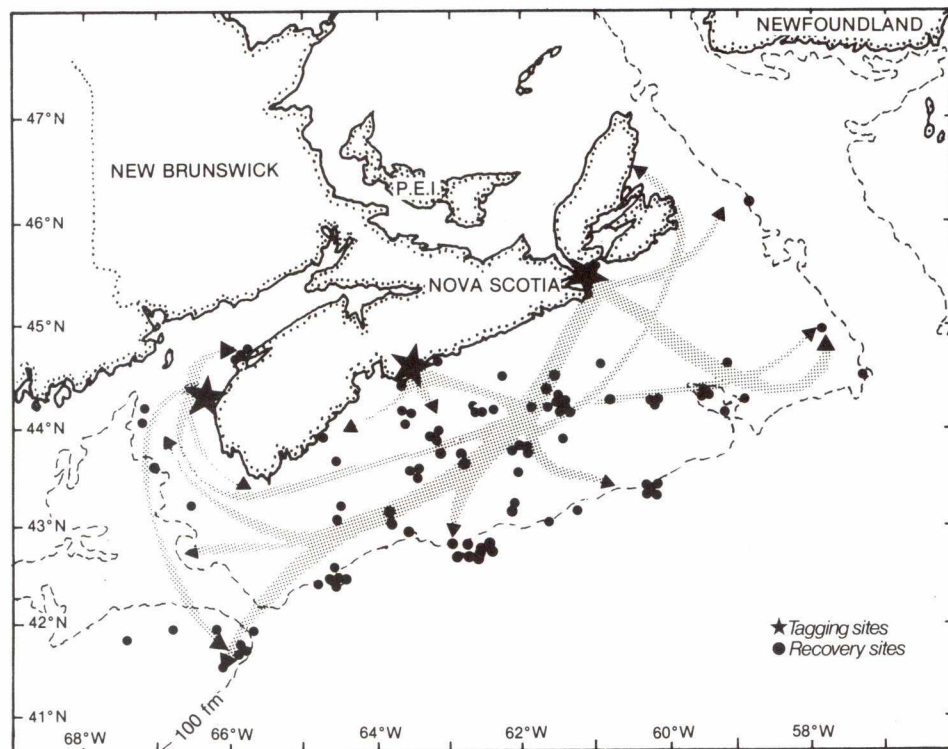 NEWFOUNDLAND
47°N
NEW BRUNSWICK
P.E.I.
46°N
NOVA SCOTIA
45°N
44°N
43°N
42°N
★Tagging sites
●Recovery sites
41°N
100 fm
68°W
66°W
64°W
62°W
60°W
58°W